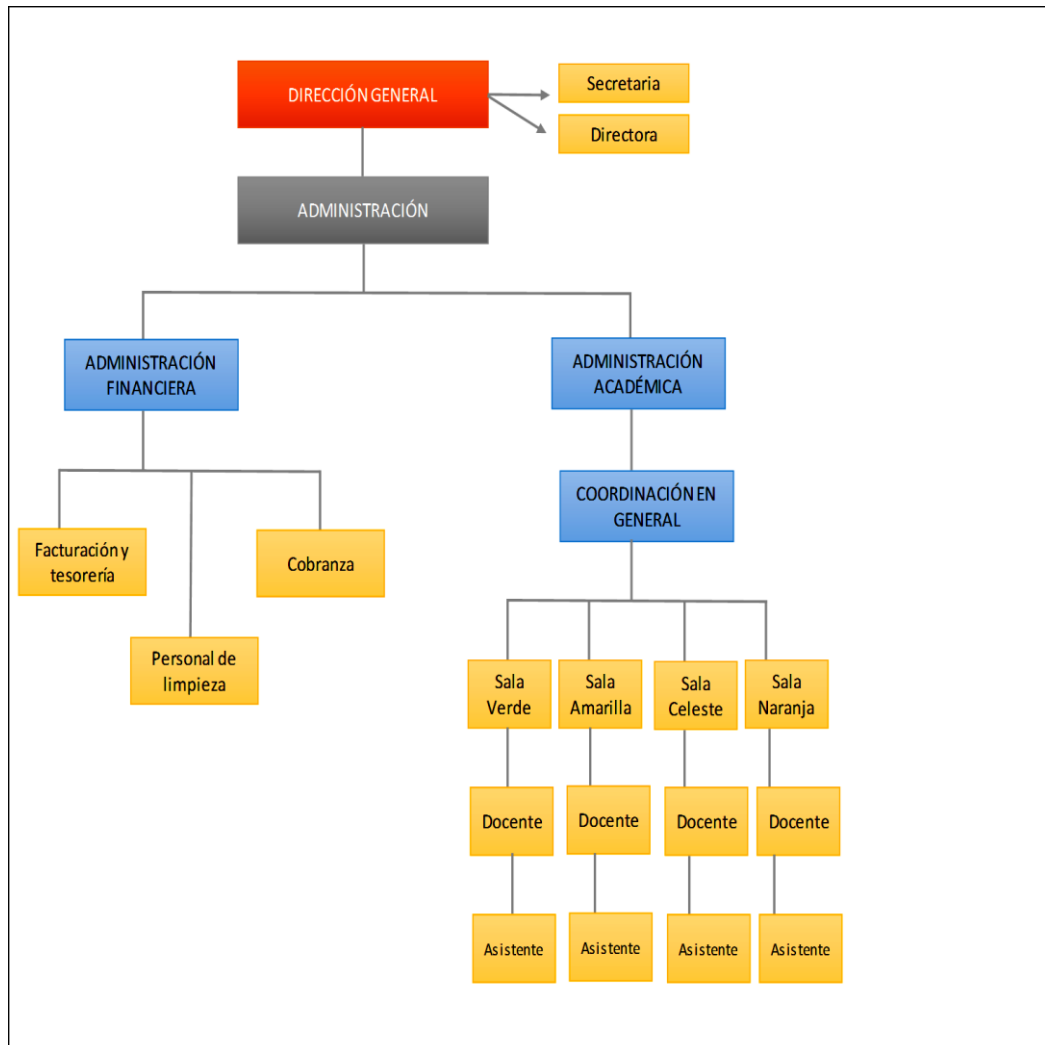 DIRECCIÓN GENERAL
Secretaria
Directora
ADMINISTRACIÓN
ADMINISTRACIÓN
FINANCIERA
ADMINISTRACIÓN
ACADÉMICA
COORDINACIÓN EN
GENERAL
Facturación y
tesorería
Cobranza
Personal de
limpieza
Sala
Verde
Sala
Amarilla
Sala
Celeste
Sala
Naranja
Docente
Docente
Docente
Docente
Asistente
Asistente
Asistente
Asistente